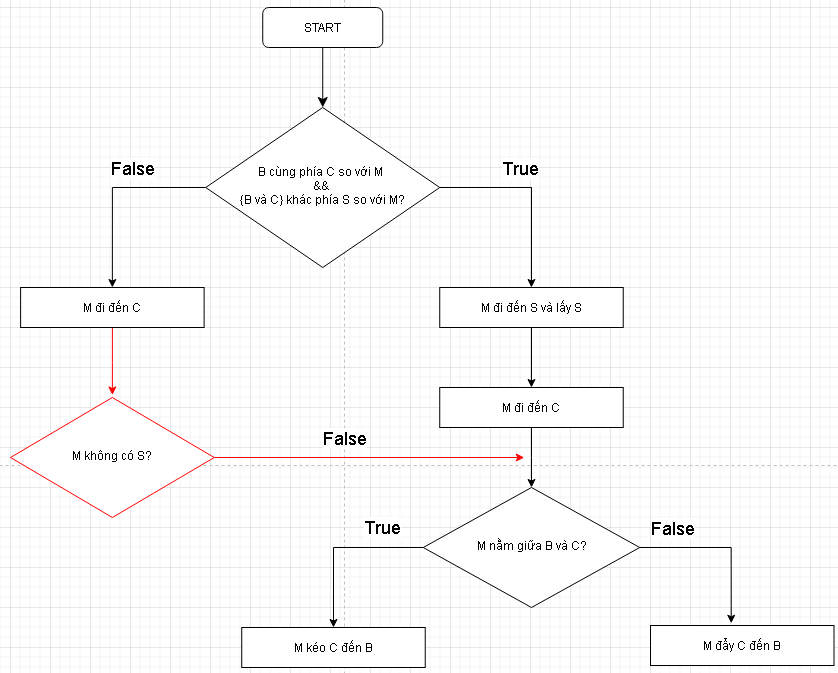 START
B cùng phía C so với M
&&
{B và C} khác phía S so với M?
False
True
M đi đến C
M đi đến S và lấy S
M đi đến C
M không có S?
False
M nằm giữa B và C?
True
False
M kéo C đến B
M đẩy C đến B